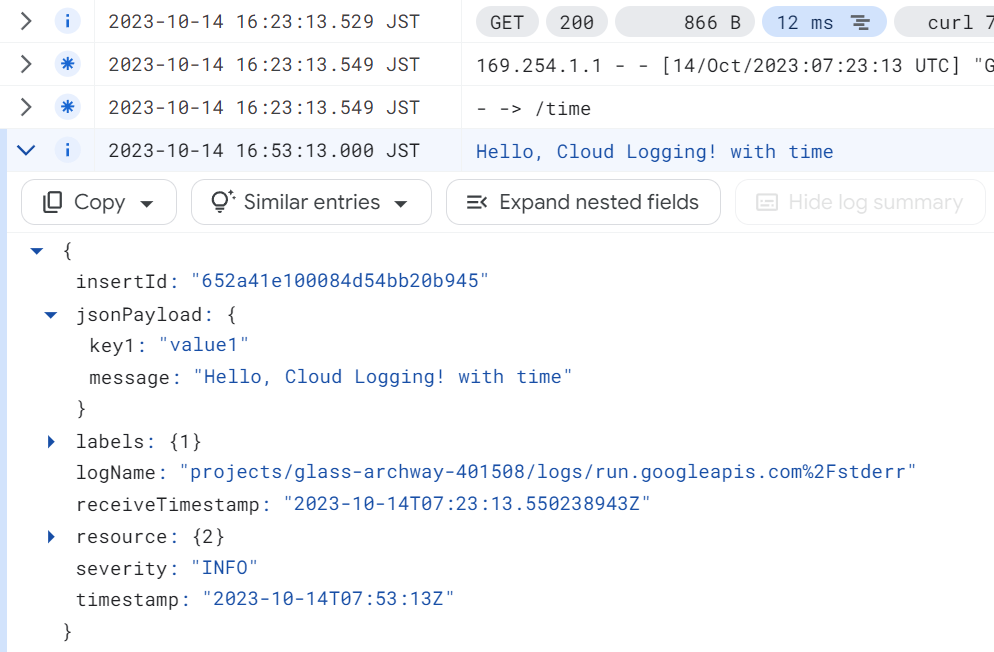 2023-10-14 16:23:13.529 JST GET 200 866 B 12 ms curl 7
2023-10-14 16:23:13.549 JST 169.254.1.1 - - [14/Oct/2023:07:23:13 UTC] "G
2023-10-14 16:23:13.549 JST - -> /time
2023-10-14 16:53:13.000 JST Hello, Cloud Logging! with time
Copy Similar entries Expand nested fields Hide log summary
{
insertId: "652a41e100084d54bb20b945"
jsonPayload: {
key1: "value1"
message: "Hello, Cloud Logging! with time"
}
labels: {1}
logName: "projects/glass-archway-401508/logs/run.googleapis.com%2Fstderr"
receiveTimestamp: "2023-10-14T07:23:13.550238943Z"
resource: {2}
severity: "INFO"
timestamp: "2023-10-14T07:53:13Z"
}